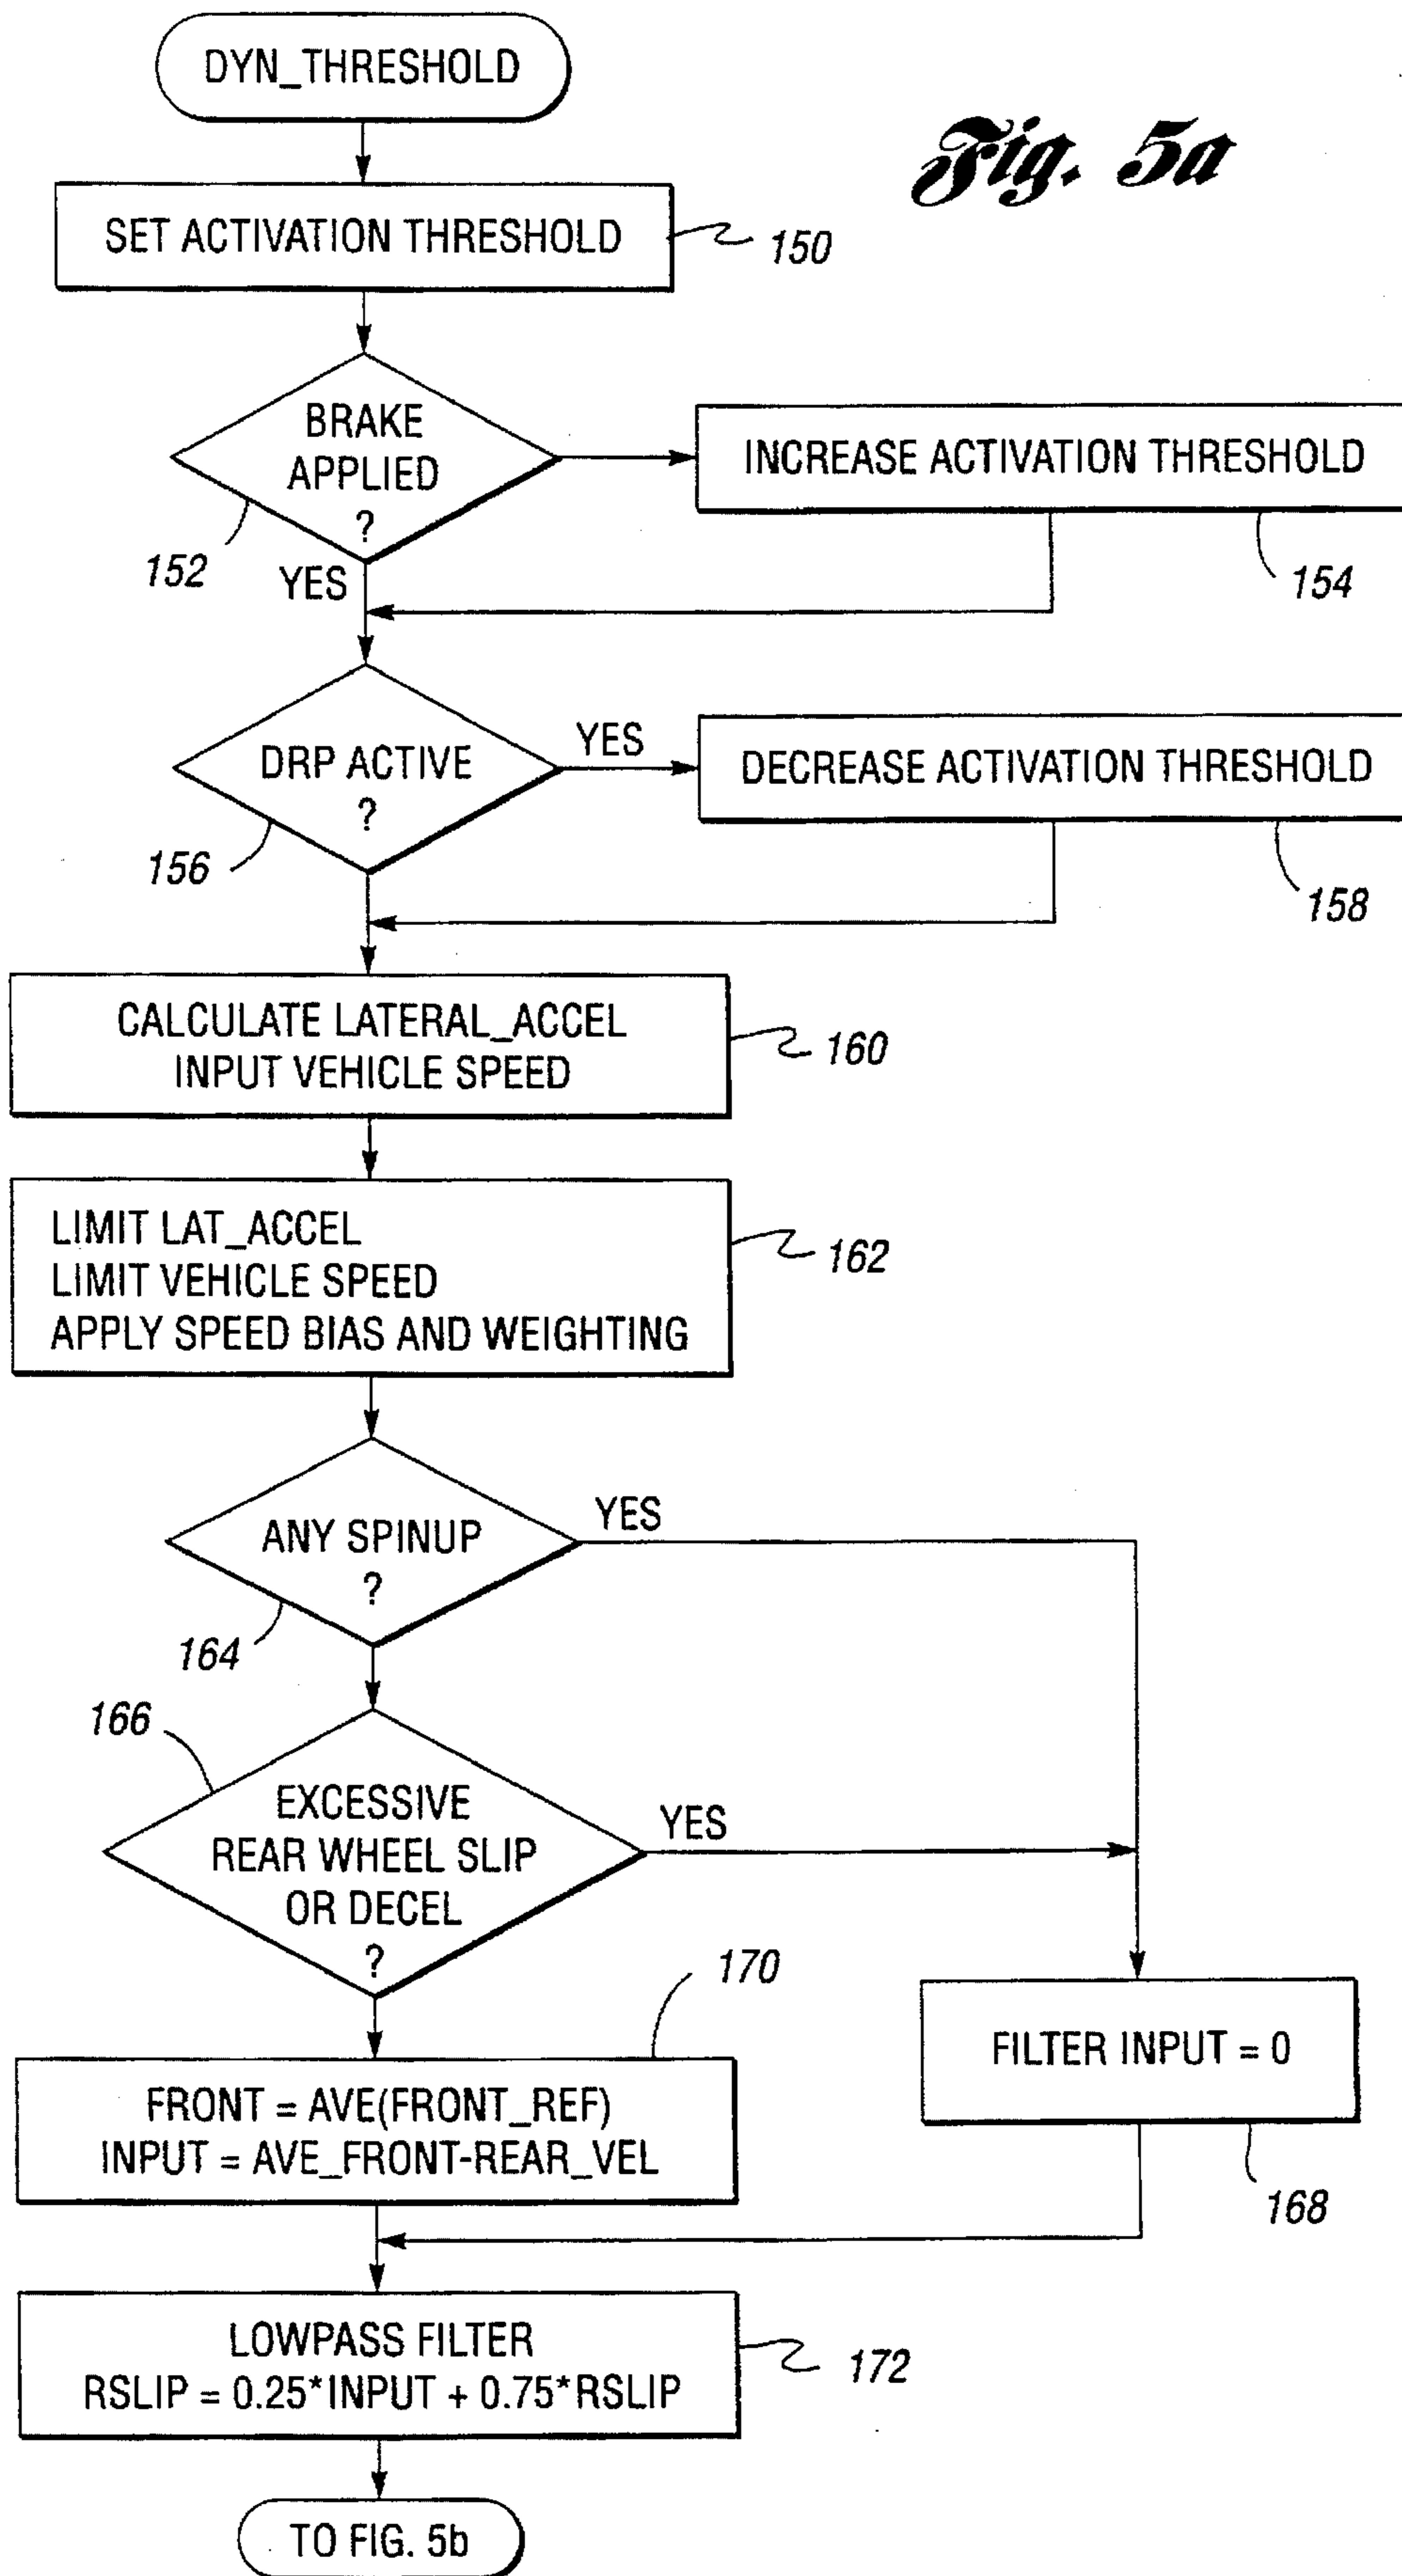 DYN_THRESHOLD
Fig. 5a
SET ACTIVATION THRESHOLD
150
BRAKE
APPLIED
?
152
YES
INCREASE ACTIVATION THRESHOLD
154
DRP ACTIVE
?
156
YES
DECREASE ACTIVATION THRESHOLD
158
CALCULATE LATERAL_ACCEL
INPUT VEHICLE SPEED
160
LIMIT LAT_ACCEL
LIMIT VEHICLE SPEED
APPLY SPEED BIAS AND WEIGHTING
162
ANY SPINUP
?
YES
164
166
EXCESSIVE
REAR WHEEL SLIP
OR DECEL
?
YES
170
FRONT = AVE(FRONT_REF)
INPUT = AVE_FRONT-REAR_VEL
FILTER INPUT = 0
168
LOWPASS FILTER
RSLIP = 0.25*INPUT + 0.75*RSLIP
172
TO FIG. 5b